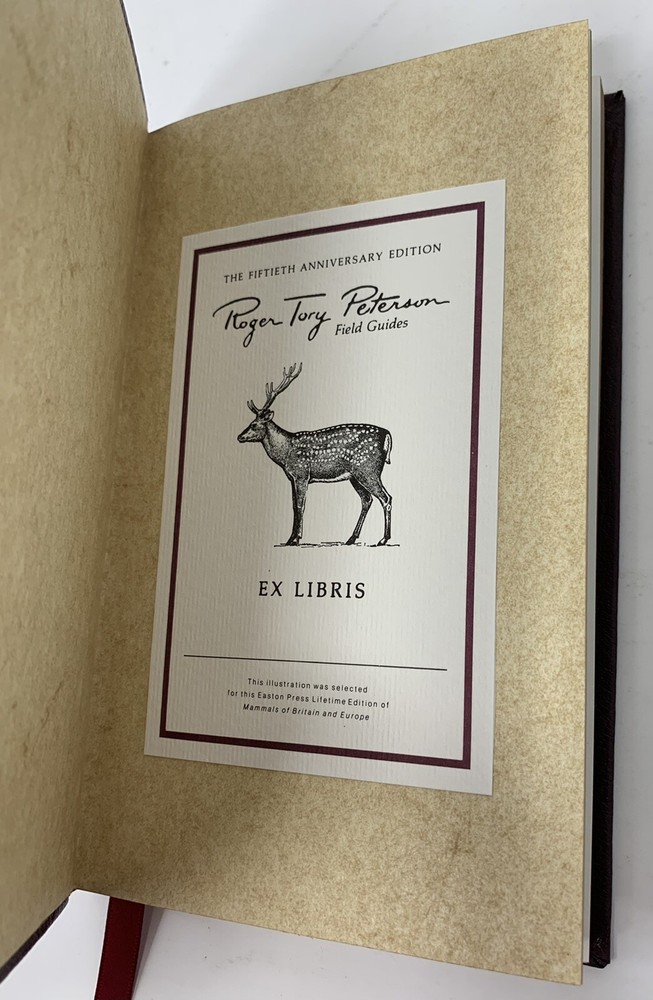 THE FIFTIETH ANNIVERSARY EDITION
Roger Tory Peterson
Field Guides
EX LIBRIS
This illustration was selected
for this Easton Press Lifetime Edition of
Mammals of Britain and Europe